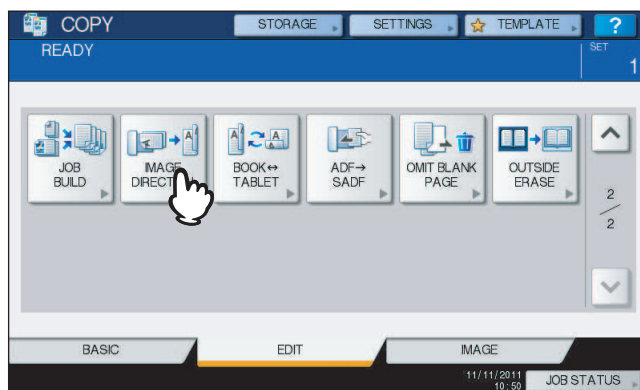 COPY
STORAGE
SETTINGS
TEMPLATE
?
READY
SET
1
JOB
BUILD
IMAGE
DIRECT
BOOK↔
TABLET
ADF→
SADF
OMIT BLANK
PAGE
OUTSIDE
ERASE
2
2
BASIC
EDIT
IMAGE
11/11/2011
10:50
JOB STATUS